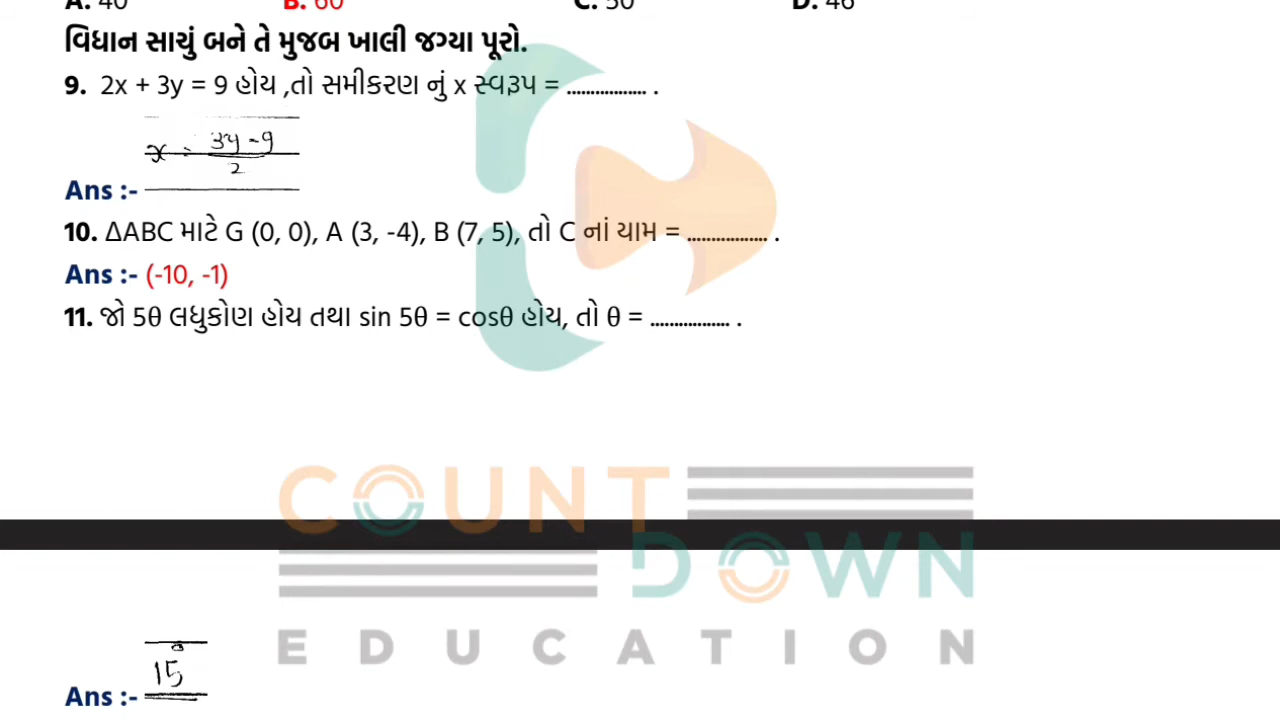 A. 40 B. 60 C. 50 D. 46
વિધાન સાચું બને તે મુજબ ખાલી જગ્યા પૂરો.
9. 2x + 3y = 9 હોય ,તો સમીકરણ નું x સ્વરૂપ = ................. .
x = 3y - 9 / 2
Ans :-
10. ΔABC માટે G (0, 0), A (3, -4), B (7, 5), તો C નાં યામ = ................. .
Ans :- (-10, -1)
11. જો 5θ લધુકોણ હોય તથા sin 5θ = cosθ હોય, તો θ = ................. .
COUNT
DOWN
EDUCATION
Ans :- 15°